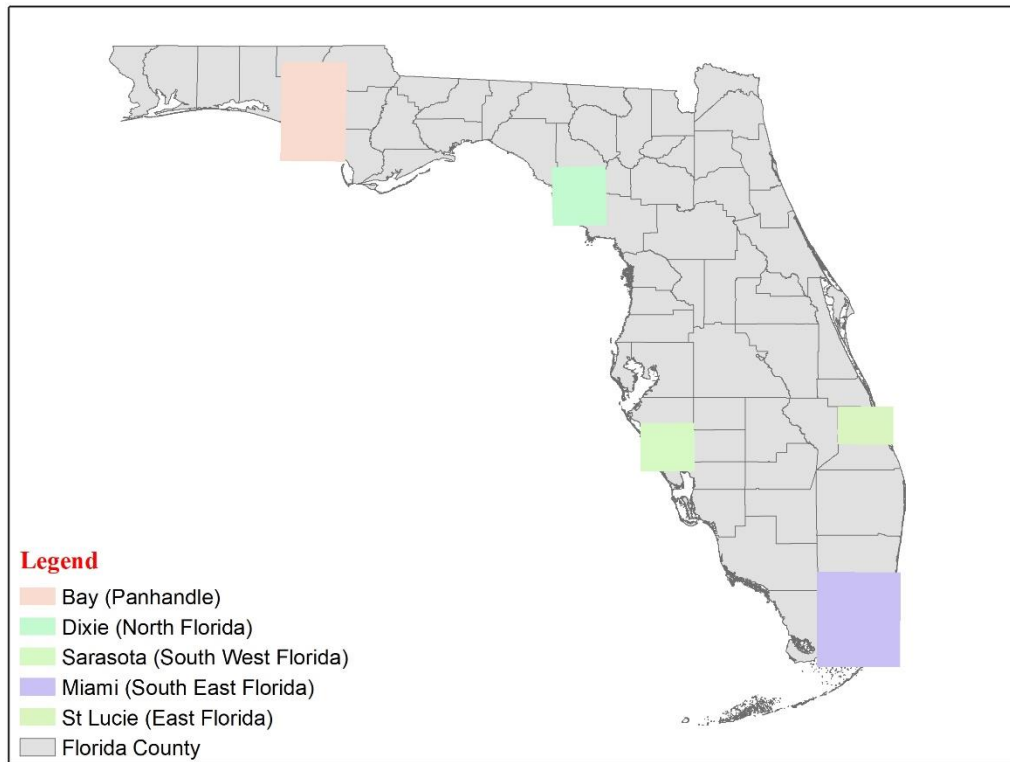 Legend
Bay (Panhandle)
Dixie (North Florida)
Sarasota (South West Florida)
Miami (South East Florida)
St Lucie (East Florida)
Florida County